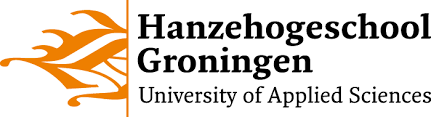 Hanzehogeschool
Groningen
University of Applied Sciences